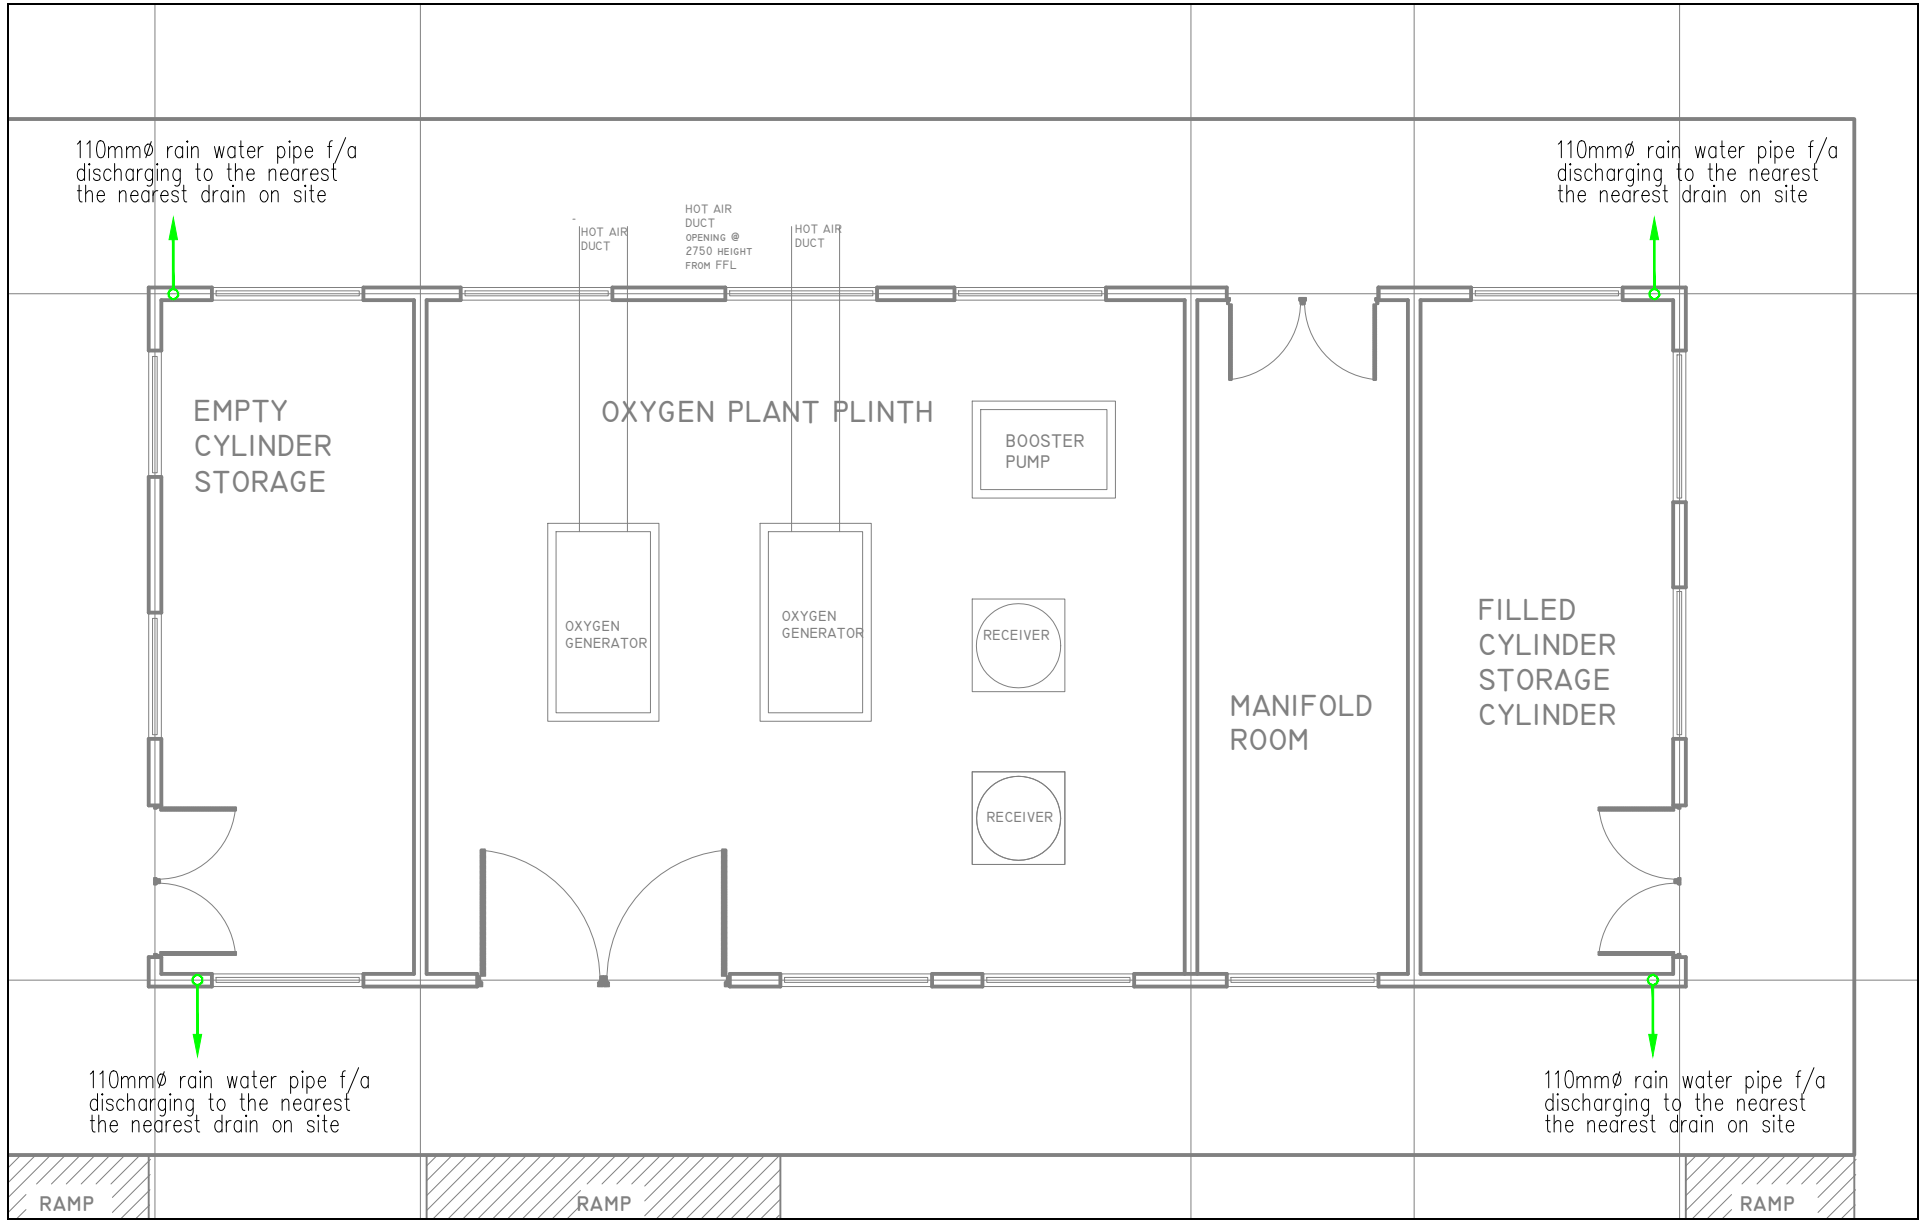 110mmØ rain water pipe f/a
discharging to the nearest
the nearest drain on site
110mmØ rain water pipe f/a
discharging to the nearest
the nearest drain on site
HOT AIR
DUCT
HOT AIR
DUCT
OPENING @
2750 HEIGHT
FROM FFL
HOT AIR
DUCT
EMPTY
CYLINDER
STORAGE
OXYGEN PLANT PLINTH
BOOSTER
PUMP
OXYGEN
GENERATOR
OXYGEN
GENERATOR
RECEIVER
RECEIVER
MANIFOLD
ROOM
FILLED
CYLINDER
STORAGE
CYLINDER
110mmØ rain water pipe f/a
discharging to the nearest
the nearest drain on site
110mmØ rain water pipe f/a
discharging to the nearest
the nearest drain on site
RAMP
RAMP
RAMP